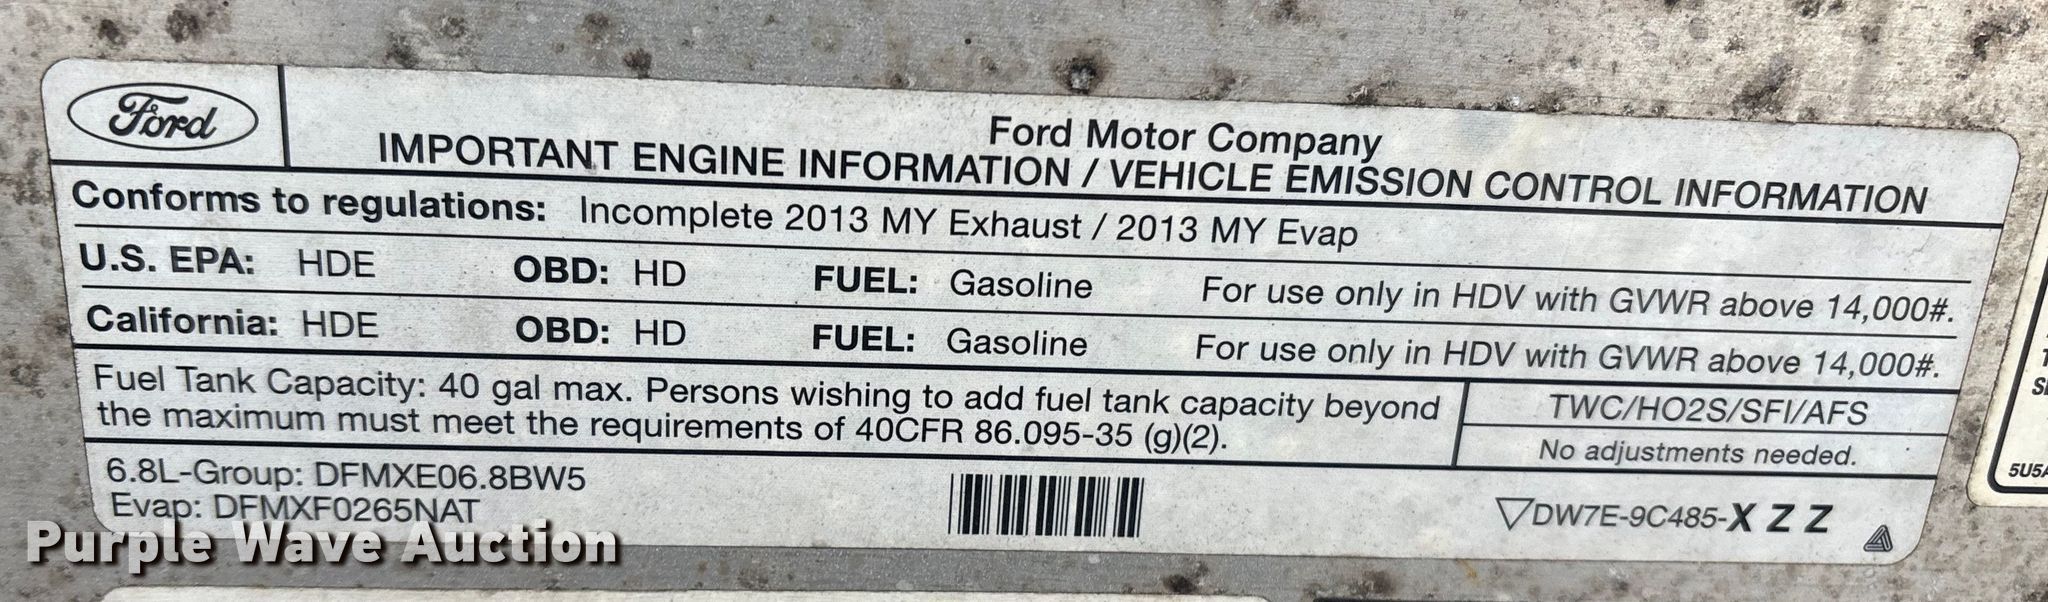 Ford
Ford Motor Company
IMPORTANT ENGINE INFORMATION / VEHICLE EMISSION CONTROL INFORMATION
Conforms to regulations: Incomplete 2013 MY Exhaust / 2013 MY Evap
U.S. EPA: HDE OBD: HD FUEL: Gasoline For use only in HDV with GVWR above 14,000#.
California: HDE OBD: HD FUEL: Gasoline For use only in HDV with GVWR above 14,000#.
Fuel Tank Capacity: 40 gal max. Persons wishing to add fuel tank capacity beyond
the maximum must meet the requirements of 40CFR 86.095-35 (g)(2).
TWC/HO2S/SFI/AFS
No adjustments needed.
6.8L-Group: DFMXE06.8BW5
Evap: DFMXF0265NAT
DW7E-9C485-XZZ
5U5A
Purple Wave Auction